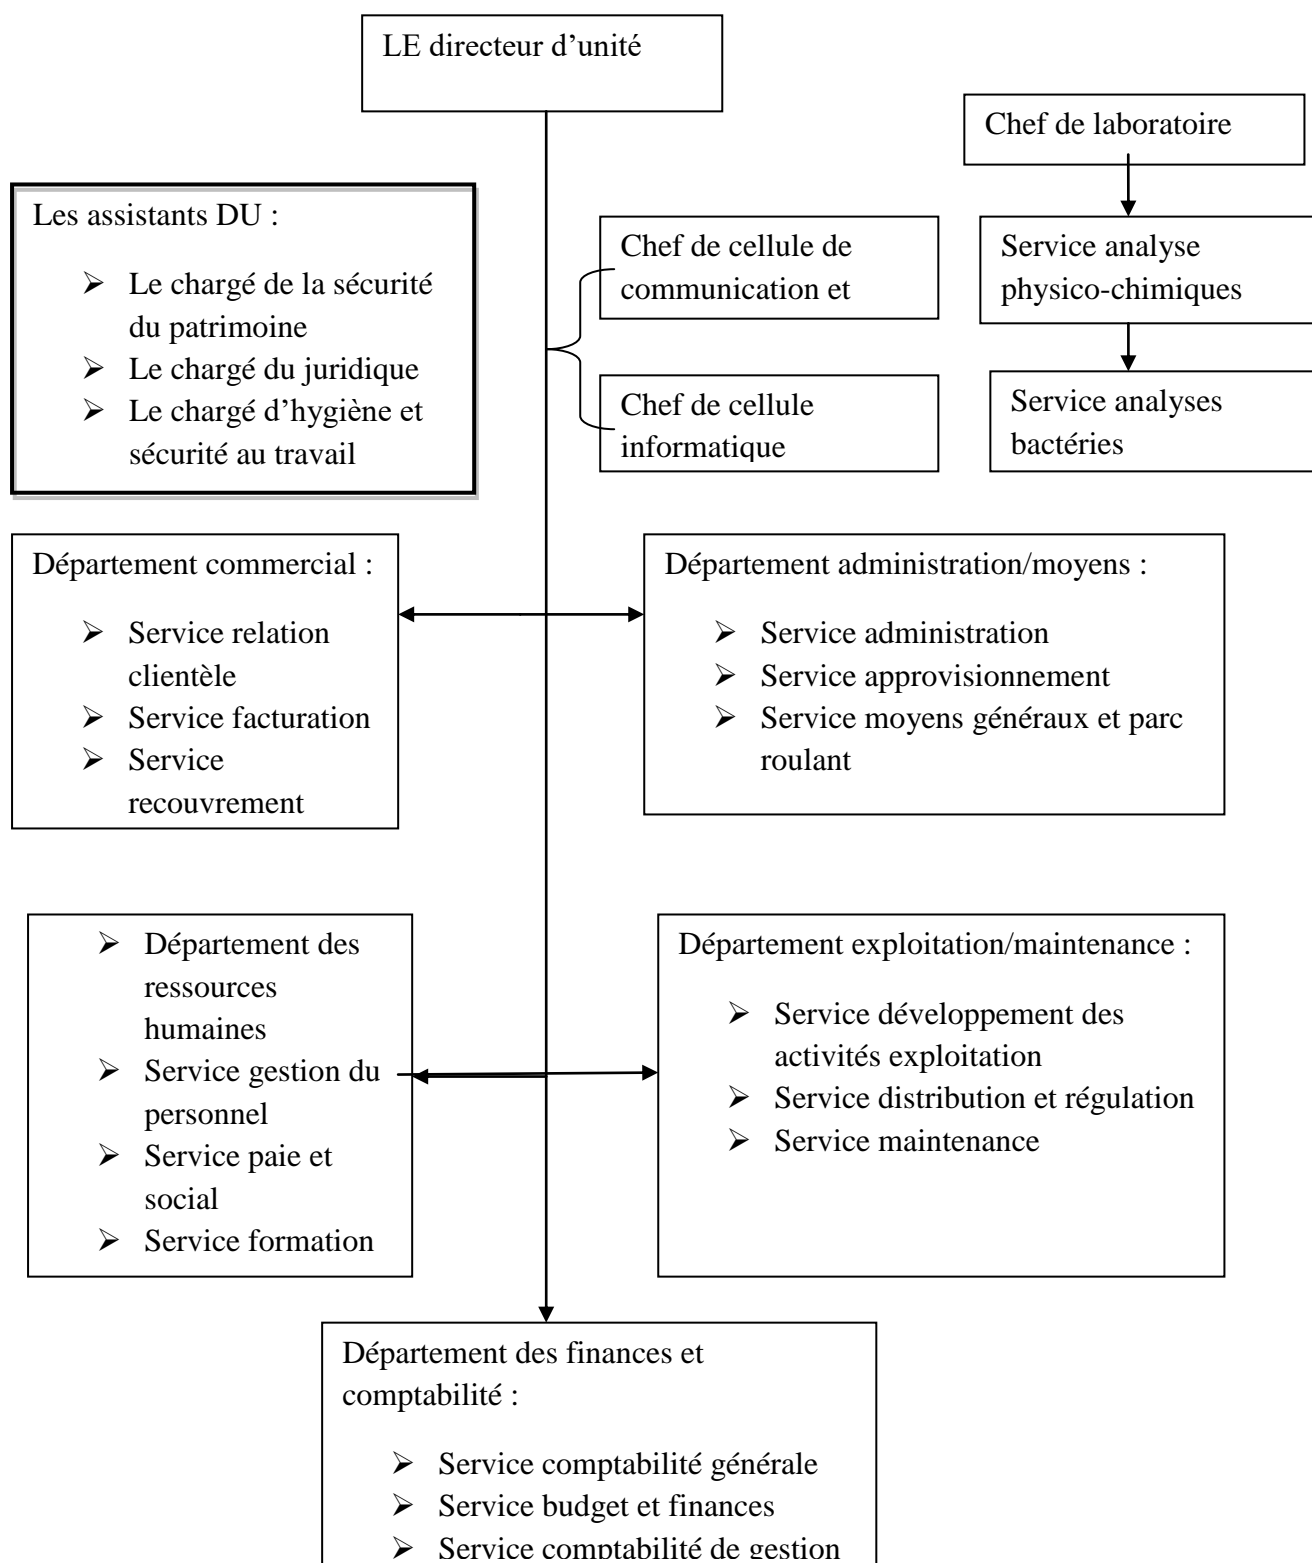 LE directeur d’unité
Chef de laboratoire
Les assistants DU :
➢ Le chargé de la sécurité
du patrimoine
➢ Le chargé du juridique
➢ Le chargé d’hygiène et
sécurité au travail
Chef de cellule de
communication et
Chef de cellule
informatique
Service analyse
physico-chimiques
Service analyses
bactéries
Département commercial :
➢ Service relation
clientèle
➢ Service facturation
➢ Service
recouvrement
Département administration/moyens :
➢ Service administration
➢ Service approvisionnement
➢ Service moyens généraux et parc
roulant
➢ Département des
ressources
humaines
➢ Service gestion du
personnel
➢ Service paie et
social
➢ Service formation
Département exploitation/maintenance :
➢ Service développement des
activités exploitation
➢ Service distribution et régulation
➢ Service maintenance
Département des finances et
comptabilité :
➢ Service comptabilité générale
➢ Service budget et finances
➢ Service comptabilité de gestion